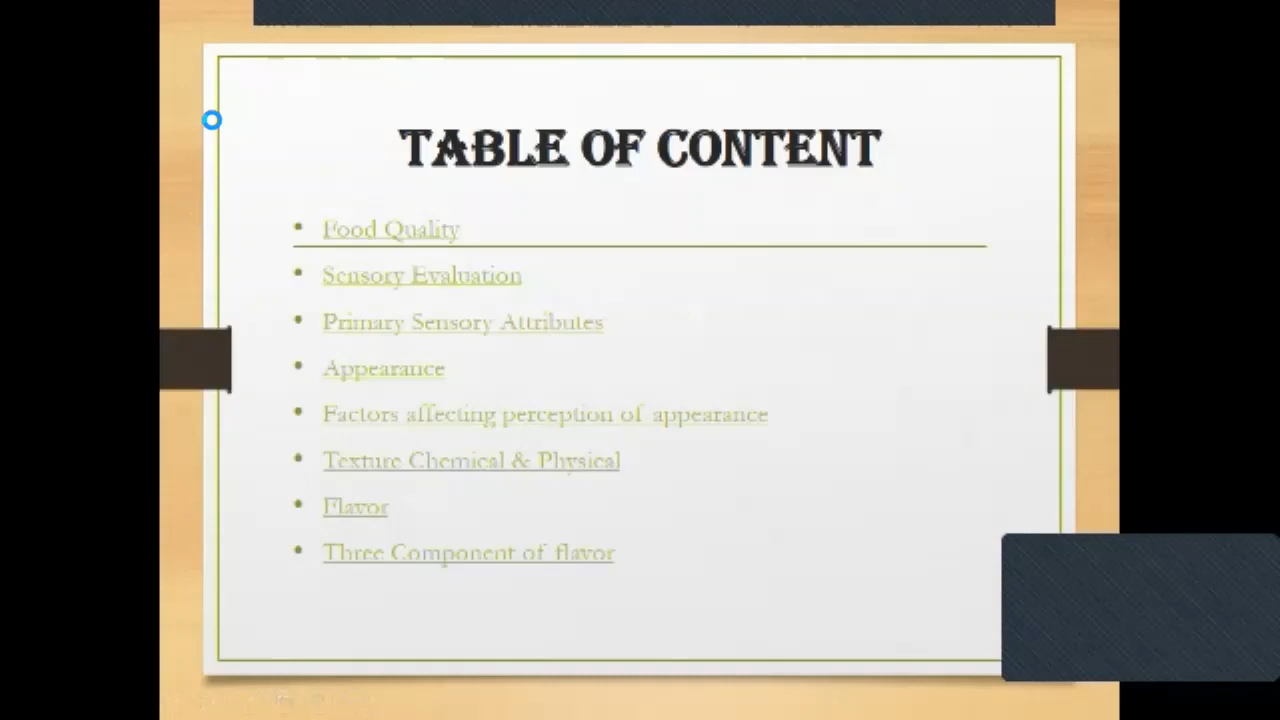 TABLE OF CONTENT
• Food Quality
• Sensory Evaluation
• Primary Sensory Attributes
• Appearance
• Factors affecting perception of appearance
• Texture Chemical & Physical
• Flavor
• Three Component of flavor